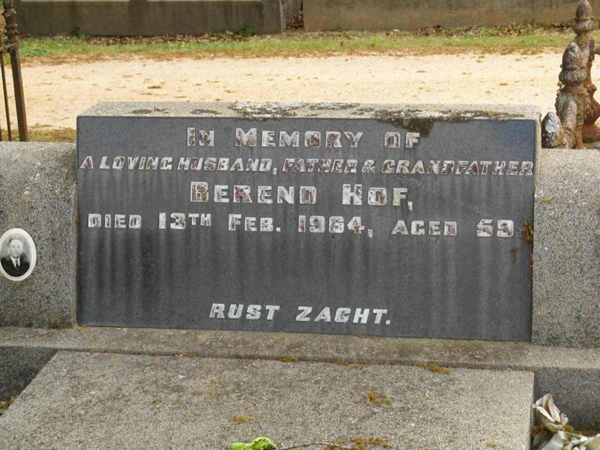 IN MEMORY OF
A LOVING HUSBAND, FATHER & GRANDFATHER
BEREND HOF,
DIED 13TH FEB. 1964, AGED 59.
RUST ZACHT.